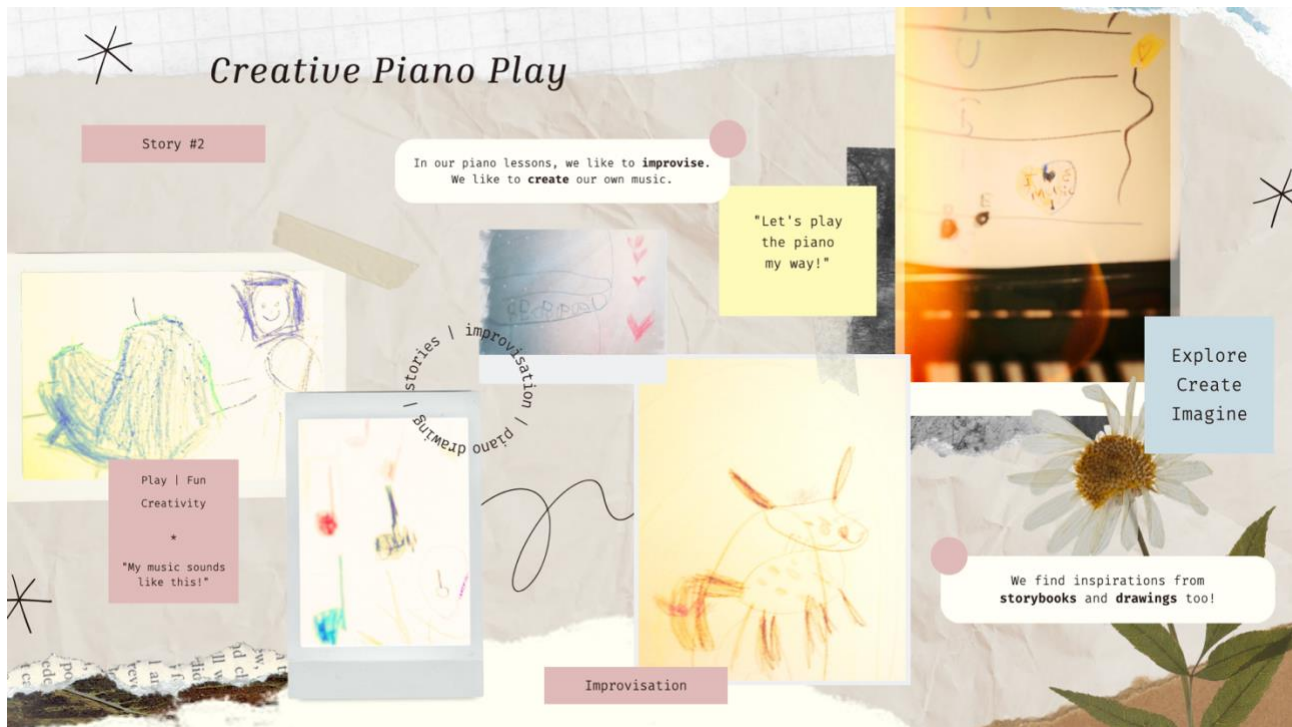 Creative Piano Play
Story #2
In our piano lessons, we like to improvise.
We like to create our own music.
"Let's play
the piano
my way!"
stories | improvisation | piano drawing |
Explore
Create
Imagine
Play | Fun
Creativity
*
"My music sounds
like this!"
We find inspirations from
storybooks and drawings too!
Improvisation